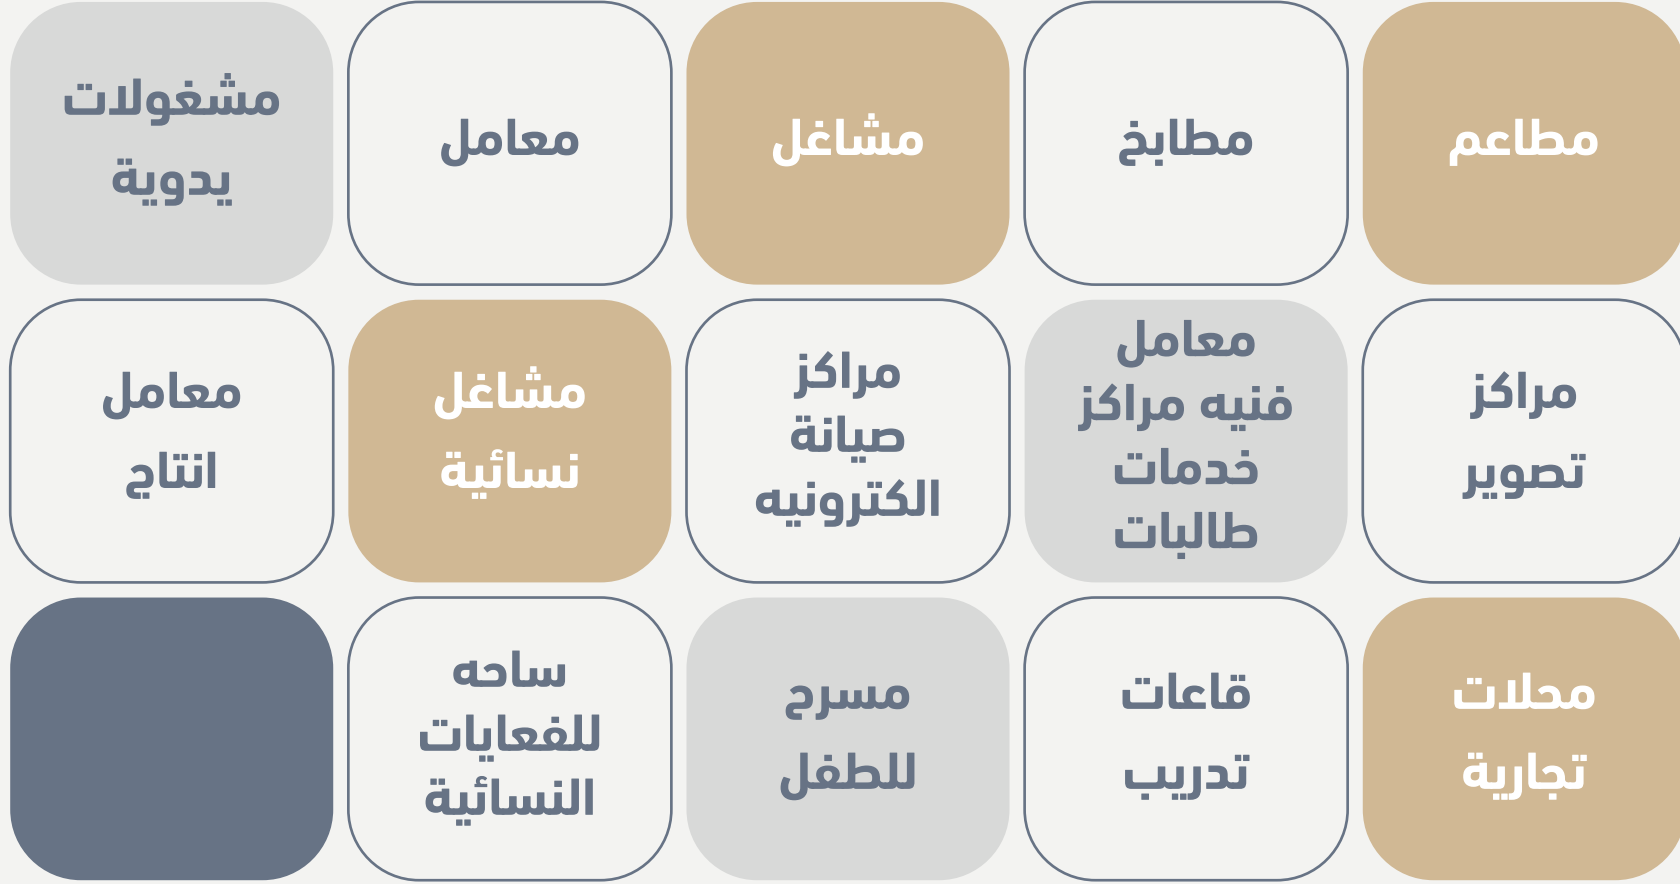 مطاعم
مطابخ
مشاغل
معامل
مشغولات
يدوية
مراكز
تصوير
معامل
فنيه مراكز
خدمات
طالبات
مراكز
صيانة
الكترونيه
مشاغل
نسائية
معامل
انتاج
محلات
تجارية
قاعات
تدريب
مسرح
للطفل
ساحه
للفعايات
النسائية